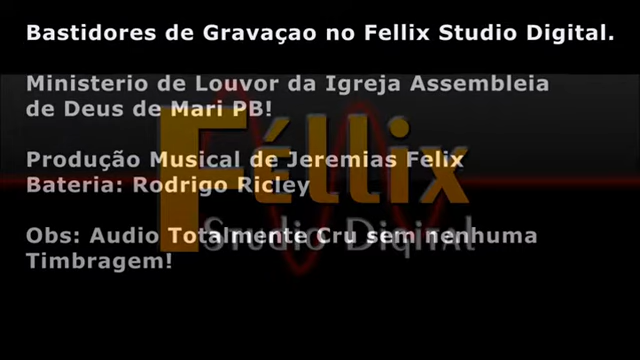 Bastidores de Gravaçao no Fellix Studio Digital.
Ministerio de Louvor da Igreja Assembleia
de Deus de Mari PB!
Produção Musical de Jeremias Felix
Bateria: Rodrigo Ricley
Obs: Audio Totalmente Cru sem nenhuma
Timbragem!
Féllix
Studio Digital